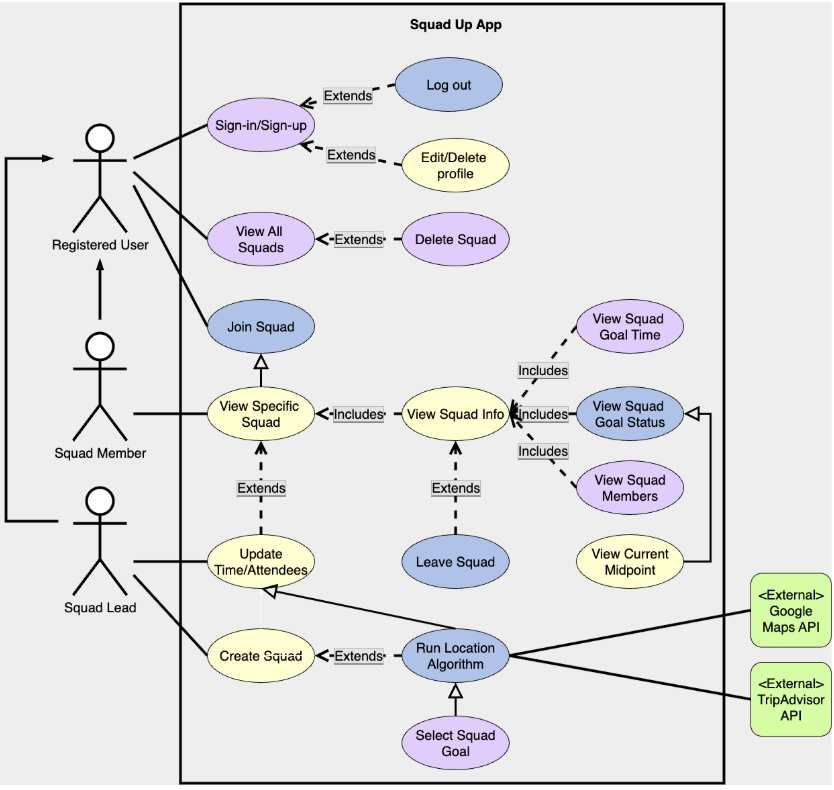 Squad Up App
Log out
Extends
Sign-in/Sign-up
Extends
Edit/Delete
profile
Registered User
View All
Squads
Extends
Delete Squad
Join Squad
View Squad
Goal Time
Includes
View Specific
Squad
Includes
View Squad Info
Includes
View Squad
Goal Status
Squad Member
Includes
View Squad
Members
Extends
Extends
Update
Time/Attendees
Leave Squad
View Current
Midpoint
Squad Lead
<External>
Google
Maps API
Create Squad
Extends
Run Location
Algorithm
<External>
TripAdvisor
API
Select Squad
Goal